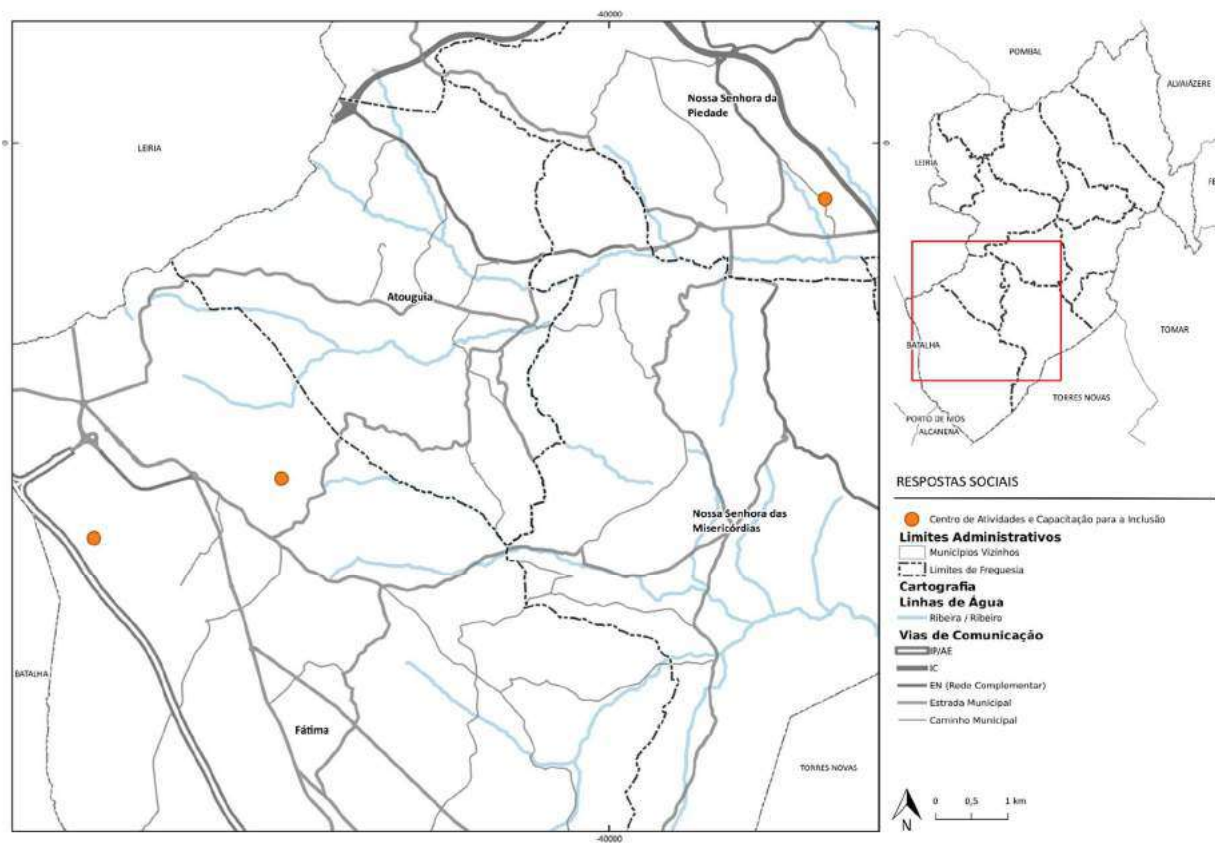 -40000
Nossa Senhora da
Piedade
LEIRIA
0
0
Atouguia
Nossa Senhora das
Misericórdias
BATALHA
Fátima
TORRES NOVAS
-40000
POMBAL
ALVAIÁZERE
LEIRIA
FE
TOMAR
BATALHA
TORRES NOVAS
PORTO DE MÓS
ALCANENA
RESPOSTAS SOCIAIS
Centro de Atividades e Capacitação para a Inclusão
Limites Administrativos
Municípios Vizinhos
Limites de Freguesia
Cartografia
Linhas de Água
Ribeira / Ribeiro
Vias de Comunicação
IP/AE
IC
EN (Rede Complementar)
Estrada Municipal
Caminho Municipal
N
0 0,5 1 km